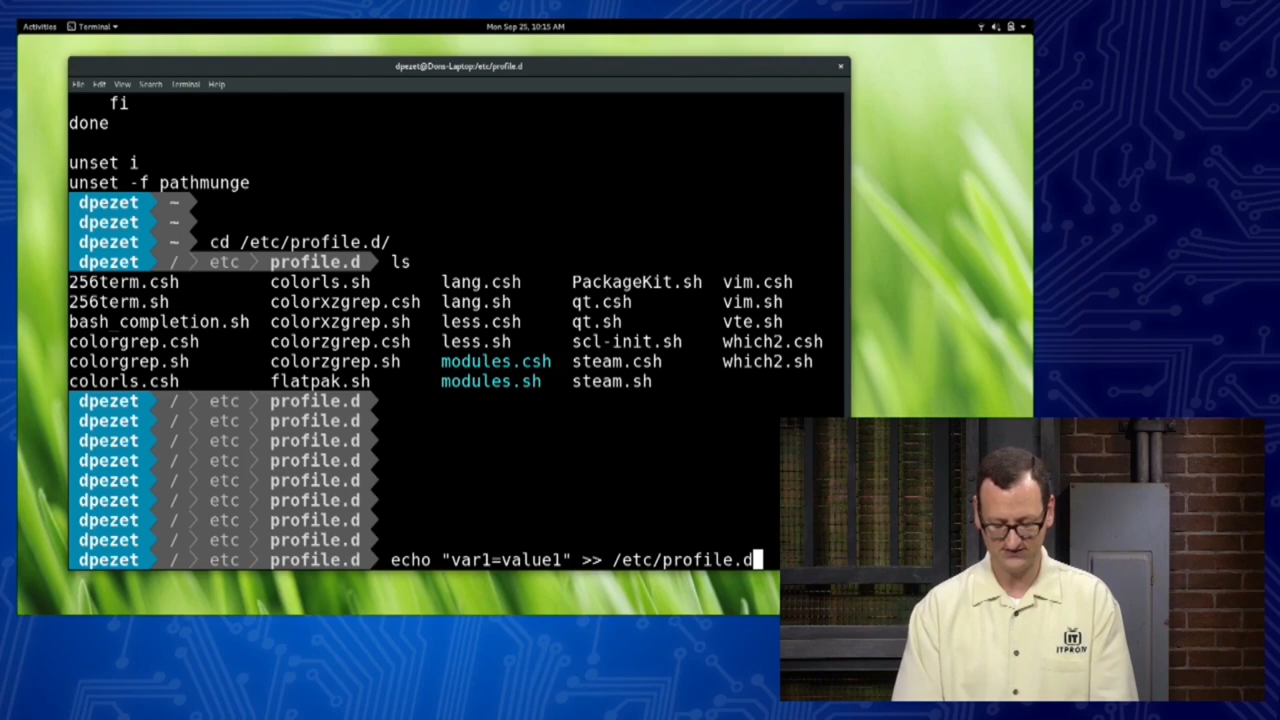 Activities Terminal Mon Sep 25, 10:15 AM
dpezet@Dons-Laptop:/etc/profile.d ×
File Edit View Search Terminal Help
fi
done
unset i
unset -f pathmunge
dpezet ~
dpezet ~
dpezet ~ cd /etc/profile.d/
dpezet / etc profile.d ls
256term.csh colorls.sh lang.csh PackageKit.sh vim.csh
256term.sh colorxzgrep.csh lang.sh qt.csh vim.sh
bash_completion.sh colorxzgrep.sh less.csh qt.sh vte.sh
colorgrep.csh colorzgrep.csh less.sh scl-init.sh which2.csh
colorgrep.sh colorzgrep.sh modules.csh steam.csh which2.sh
colorls.csh flatpak.sh modules.sh steam.sh
dpezet / etc profile.d
dpezet / etc profile.d
dpezet / etc profile.d
dpezet / etc profile.d
dpezet / etc profile.d
dpezet / etc profile.d
dpezet / etc profile.d
dpezet / etc profile.d
dpezet / etc profile.d echo "var1=value1" >> /etc/profile.d
IT
ITPROTV